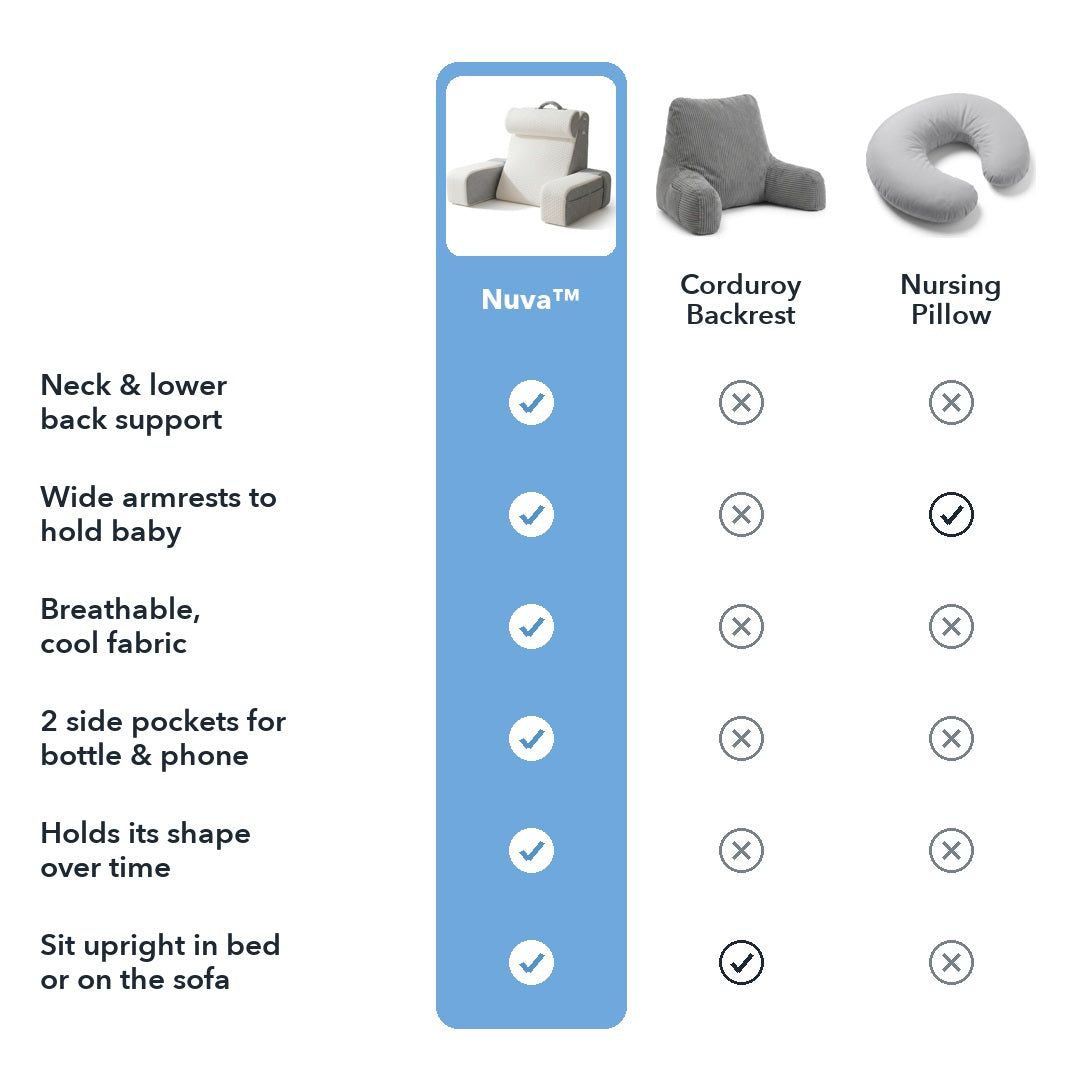 Nuva™
Corduroy
Backrest
Nursing
Pillow
Neck & lower
back support
Wide armrests to
hold baby
Breathable,
cool fabric
2 side pockets for
bottle & phone
Holds its shape
over time
Sit upright in bed
or on the sofa